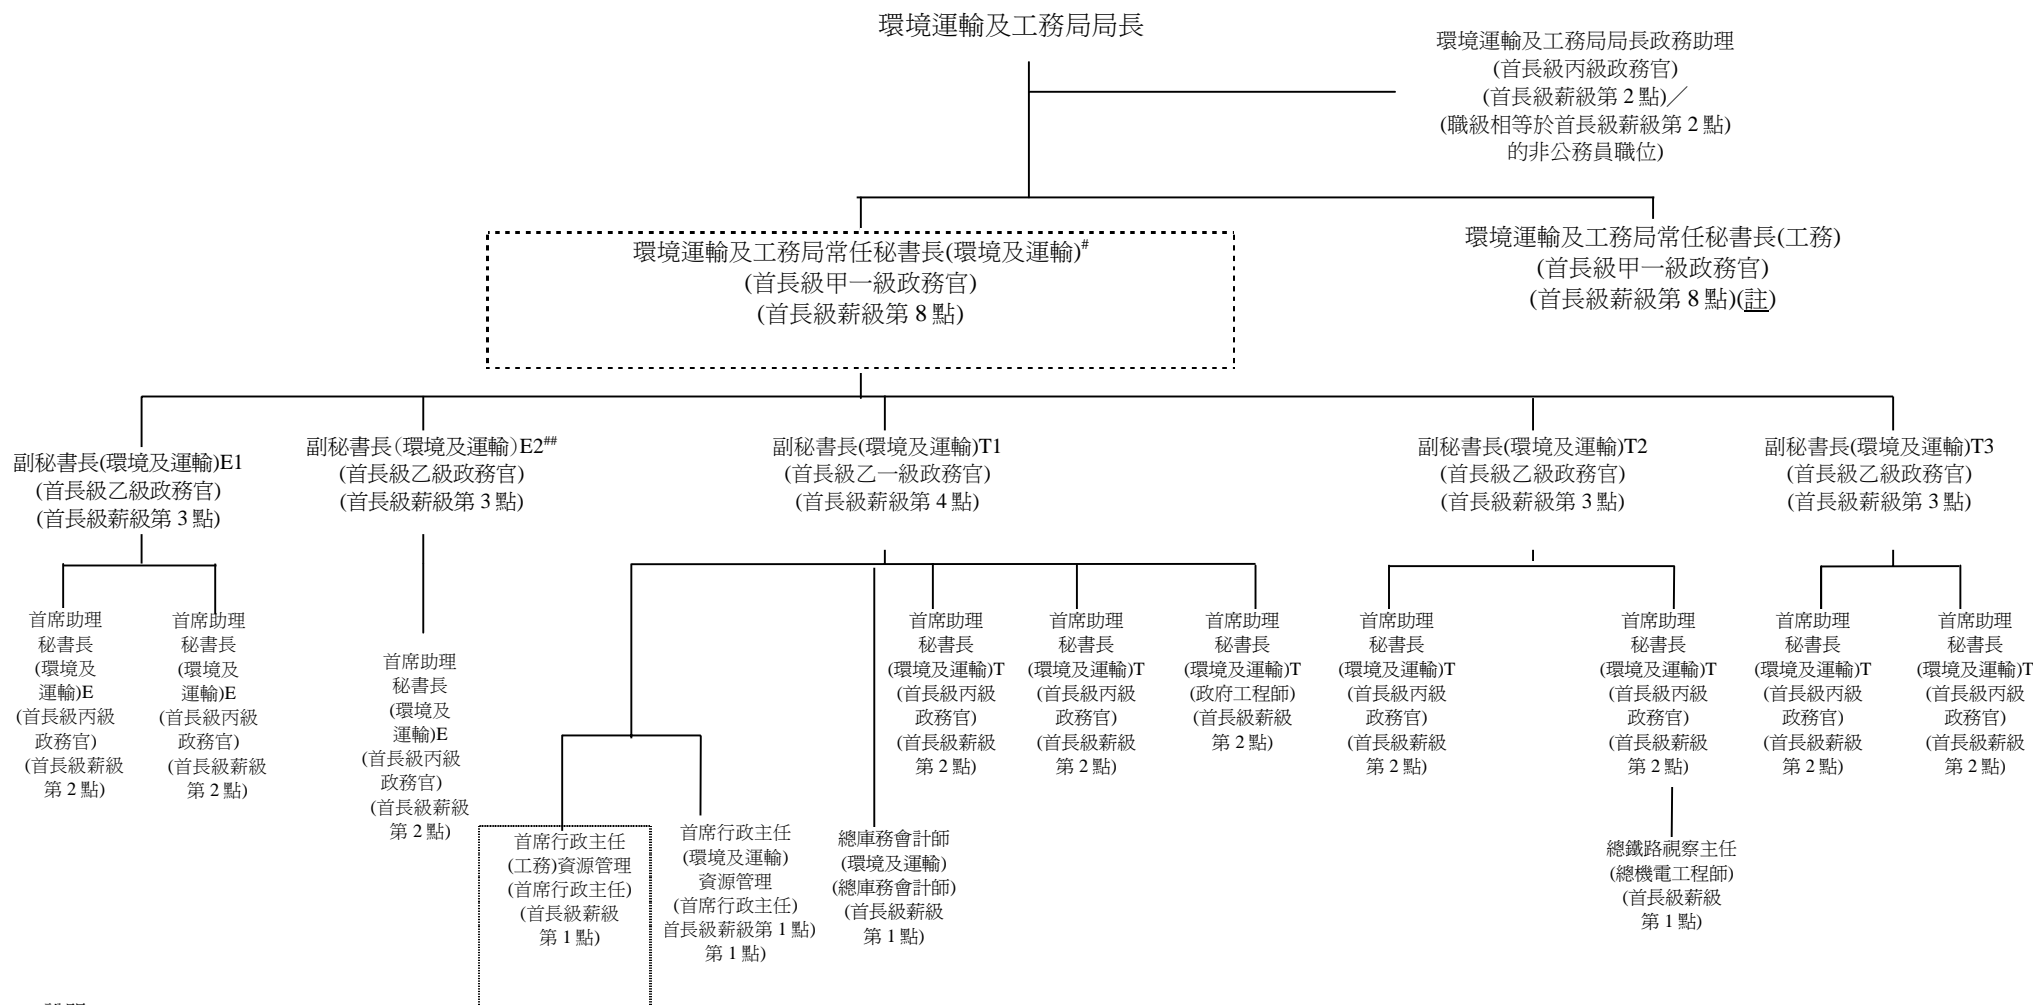 環境運輸及工務局局長
環境運輸及工務局局長政務助理
(首長級丙級政務官)
(首長級薪級第 2 點)／
(職級相等於首長級薪級第 2 點)
的非公務員職位)
環境運輸及工務局常任秘書長(環境及運輸)#
(首長級甲一級政務官)
(首長級薪級第 8 點)
環境運輸及工務局常任秘書長(工務)
(首長級甲一級政務官)
(首長級薪級第 8 點)(註)
副秘書長(環境及運輸)E1
(首長級乙級政務官)
(首長級薪級第 3 點)
副秘書長(環境及運輸)E2##
(首長級乙級政務官)
(首長級薪級第 3 點)
副秘書長(環境及運輸)T1
(首長級乙一級政務官)
(首長級薪級第 4 點)
副秘書長(環境及運輸)T2
(首長級乙級政務官)
(首長級薪級第 3 點)
副秘書長(環境及運輸)T3
(首長級乙級政務官)
(首長級薪級第 3 點)
首席助理
秘書長
(環境及
運輸)E
(首長級丙級
政務官)
(首長級薪級
第 2 點)
首席助理
秘書長
(環境及
運輸)E
(首長級丙級
政務官)
(首長級薪級
第 2 點)
首席助理
秘書長
(環境及
運輸)E
(首長級丙級
政務官)
(首長級薪級
第 2 點)
首席行政主任
(工務)資源管理
(首席行政主任)
(首長級薪級
第 1 點)
首席行政主任
(環境及運輸)
資源管理
(首席行政主任)
首長級薪級第 1 點)
第 1 點)
總庫務會計師
(環境及運輸)
(總庫務會計師)
(首長級薪級
第 1 點)
首席助理
秘書長
(環境及運輸)T
(首長級丙級
政務官)
(首長級薪級
第 2 點)
首席助理
秘書長
(環境及運輸)T
(首長級丙級
政務官)
(首長級薪級
第 2 點)
首席助理
秘書長
(環境及運輸)T
(政府工程師)
(首長級薪級
第 2 點)
首席助理
秘書長
(環境及運輸)T
(首長級丙級
政務官)
(首長級薪級
第 2 點)
首席助理
秘書長
(環境及運輸)T
(首長級丙級
政務官)
(首長級薪級
第 2 點)
總鐵路視察主任
(總機電工程師)
(首長級薪級
第 1 點)
首席助理
秘書長
(環境及運輸)T
(首長級丙級
政務官)
(首長級薪級
第 2 點)
首席助理
秘書長
(環境及運輸)T
(首長級丙級
政務官)
(首長級薪級
第 2 點)